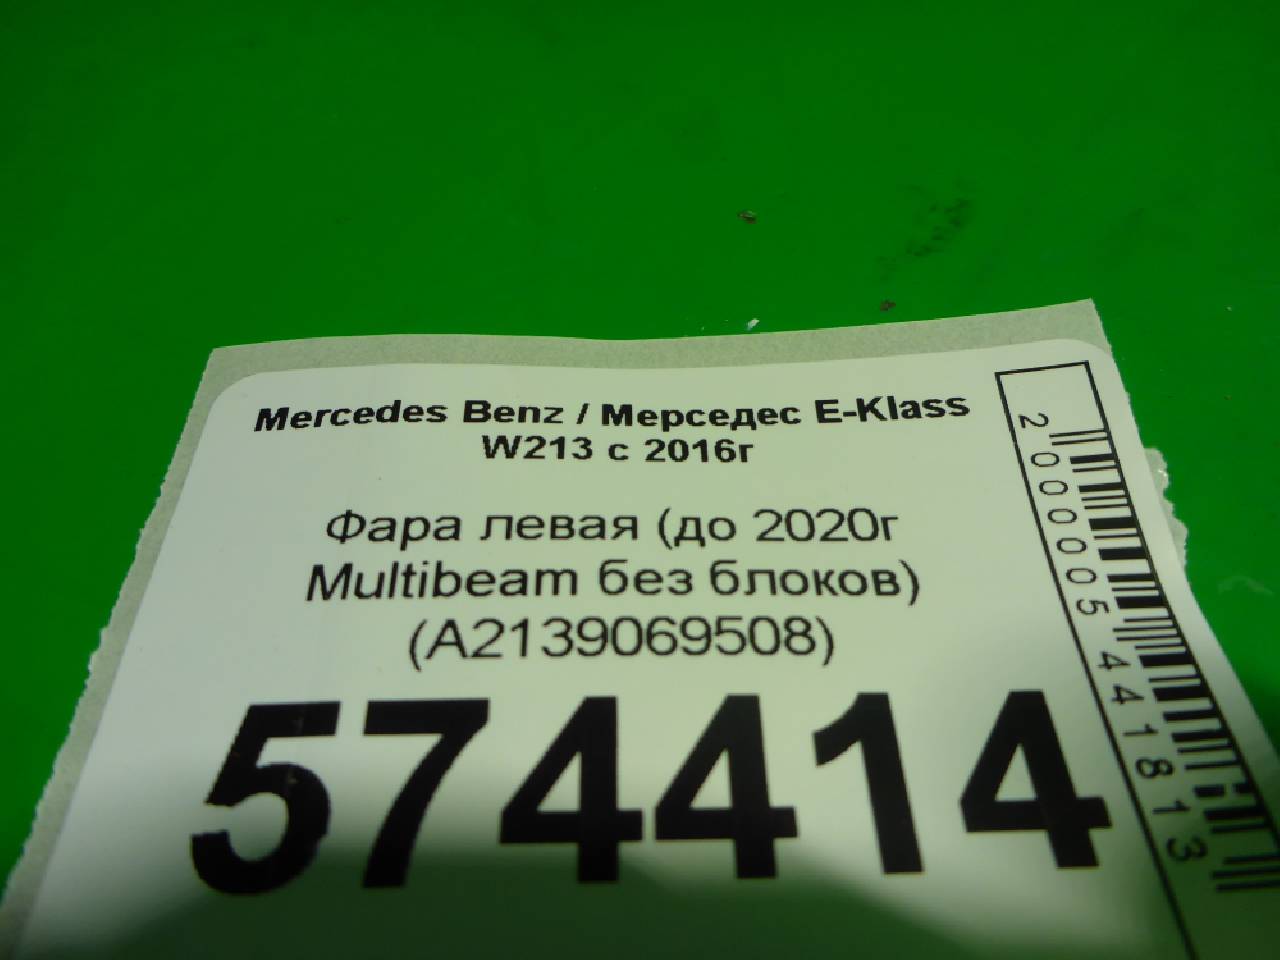 Mercedes Benz / Мерседес E-Klass
W213 с 2016г
Фара левая (до 2020г
Multibeam без блоков)
(A2139069508)
574414
2000005441813